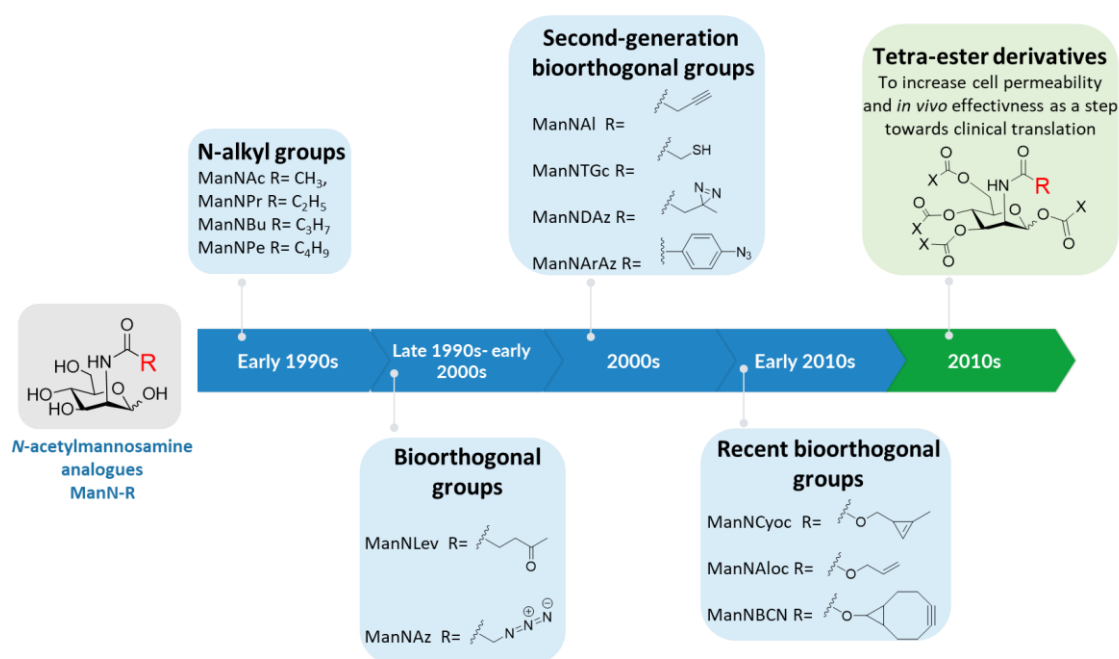 Second-generation
bioorthogonal groups
ManNAl R=
ManNTGc R=
SH
ManNDAz R=
N=N
ManNArAz R=
N₃
Tetra-ester derivatives
To increase cell permeability
and in vivo effectivness as a step
towards clinical translation
O
X
O
HN
O
R
O
O
X
O
O
X
O
O
X
O
N-alkyl groups
ManNAc R= CH₃,
ManNPr R= C₂H₅
ManNBu R= C₃H₇
ManNPe R= C₄H₉
Early 1990s
Late 1990s- early
2000s
2000s
Early 2010s
2010s
O
HO
HN
R
HO
O
HO
OH
N-acetylmannosamine
analogues
ManN-R
Bioorthogonal
groups
ManNLev R=
O
ManNAz R=
N=N=N
⊕ ⊖
Recent bioorthogonal
groups
ManNCyoc R=
O
ManNAloc R=
O
ManNBCN R=
O